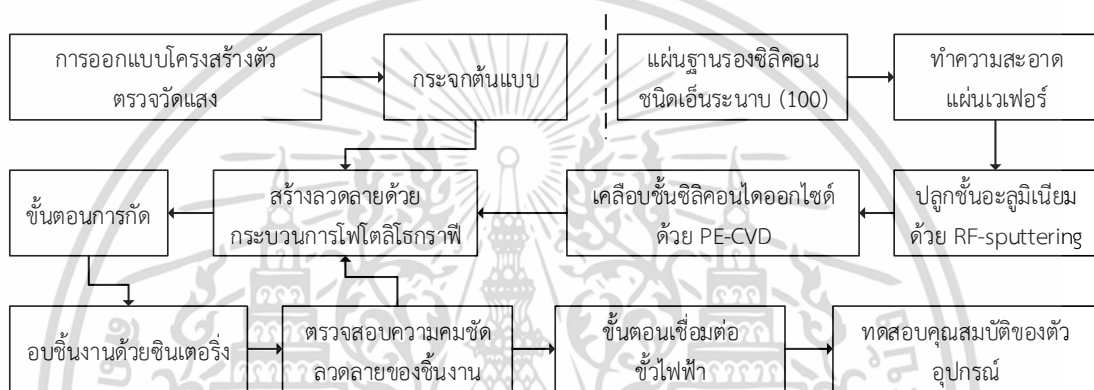 การออกแบบโครงสร้างตัว
ตรวจวัดแสง
กระจกต้นแบบ
แผ่นฐานรองซิลิคอน
ชนิดเอ็นระนาบ (100)
ทำความสะอาด
แผ่นเวเฟอร์
ขั้นตอนการกัด
สร้างลวดลายด้วย
กระบวนการโฟโตลิโธกราฟี
เคลือบชั้นซิลิคอนไดออกไซด์
ด้วย PE-CVD
ปลูกชั้นอะลูมิเนียม
ด้วย RF-sputtering
อบชิ้นงานด้วยซินเตอริ่ง
ตรวจสอบความคมชัด
ลวดลายของชิ้นงาน
ขั้นตอนเชื่อมต่อ
ขั้วไฟฟ้า
ทดสอบคุณสมบัติของตัว
อุปกรณ์